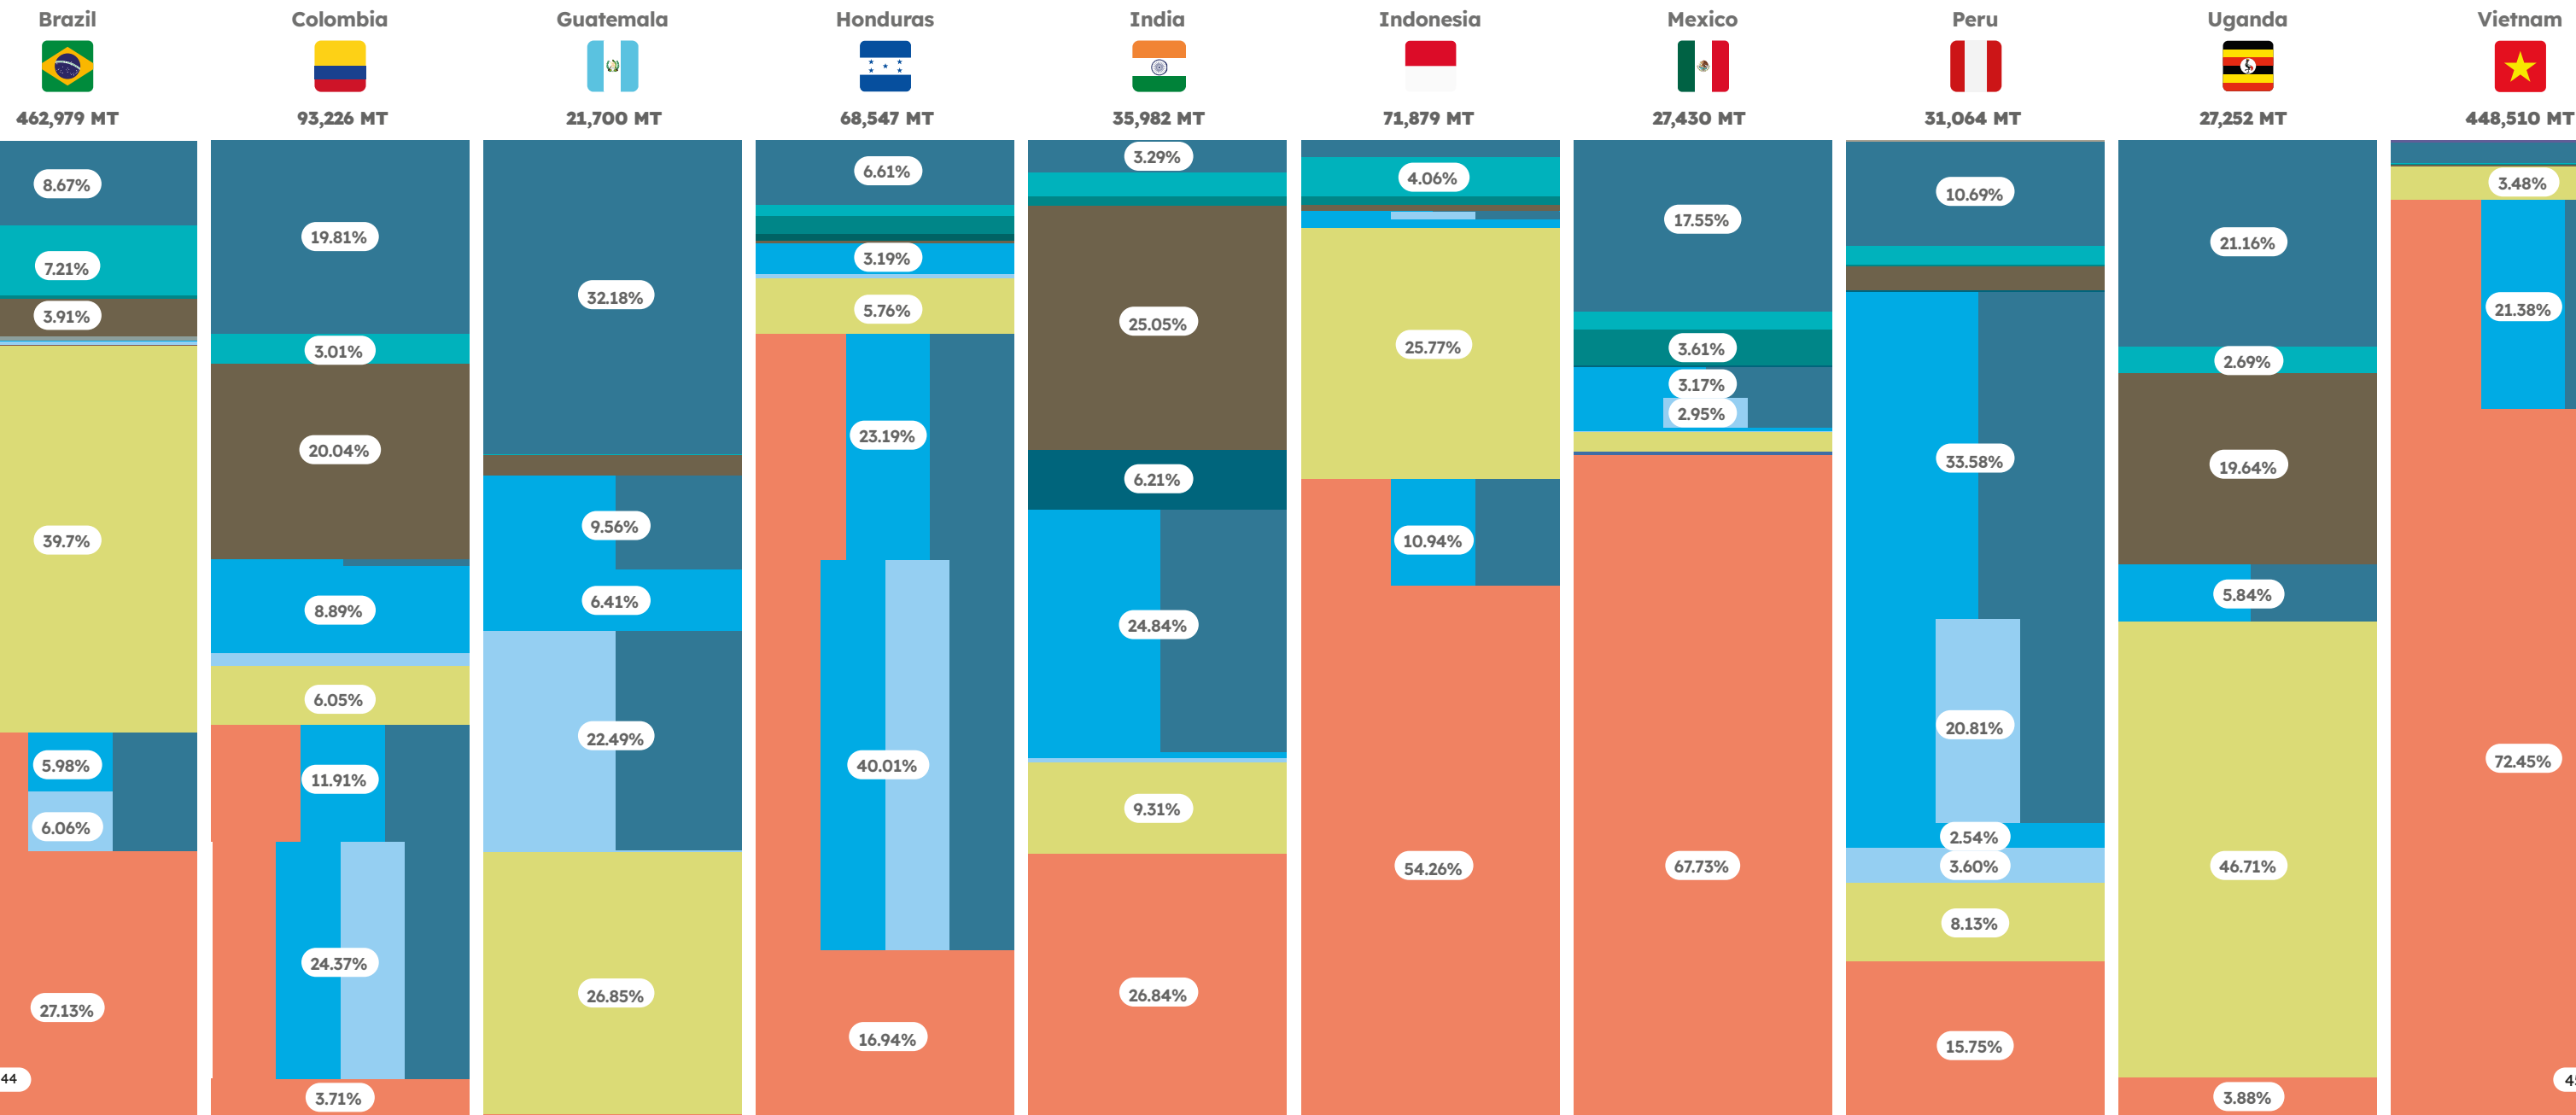 Brazil
Colombia
Guatemala
Honduras
India
Indonesia
Mexico
Peru
Uganda
Vietnam
462,979 MT
93,226 MT
21,700 MT
68,547 MT
35,982 MT
71,879 MT
27,430 MT
31,064 MT
27,252 MT
448,510 MT
8.67%
7.21%
3.91%
39.7%
5.98%
6.06%
27.13%
44
19.81%
3.01%
20.04%
8.89%
6.05%
11.91%
24.37%
3.71%
32.18%
9.56%
6.41%
22.49%
26.85%
6.61%
3.19%
5.76%
23.19%
40.01%
16.94%
3.29%
25.05%
6.21%
24.84%
9.31%
26.84%
4.06%
25.77%
10.94%
54.26%
17.55%
3.61%
3.17%
2.95%
67.73%
10.69%
33.58%
20.81%
2.54%
3.60%
8.13%
15.75%
21.16%
2.69%
19.64%
5.84%
46.71%
3.88%
3.48%
21.38%
72.45%